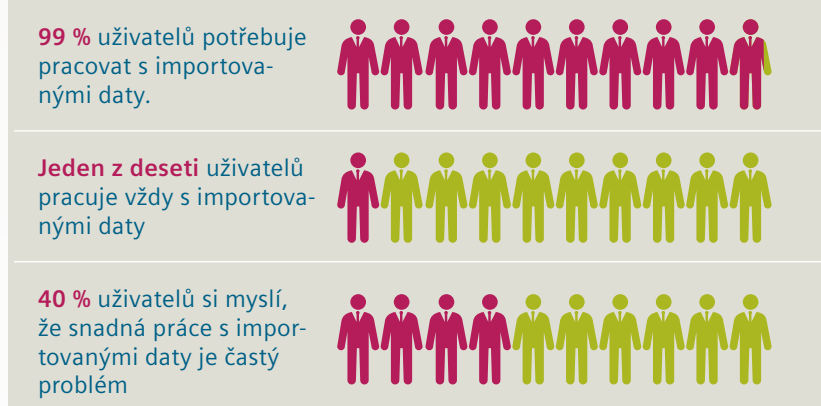 99 % uživatelů potřebuje
pracovat s importova-
nými daty.
Jeden z deseti uživatelů
pracuje vždy s importova-
nými daty
40 % uživatelů si myslí,
že snadná práce s impor-
tovanými daty je častý
problém